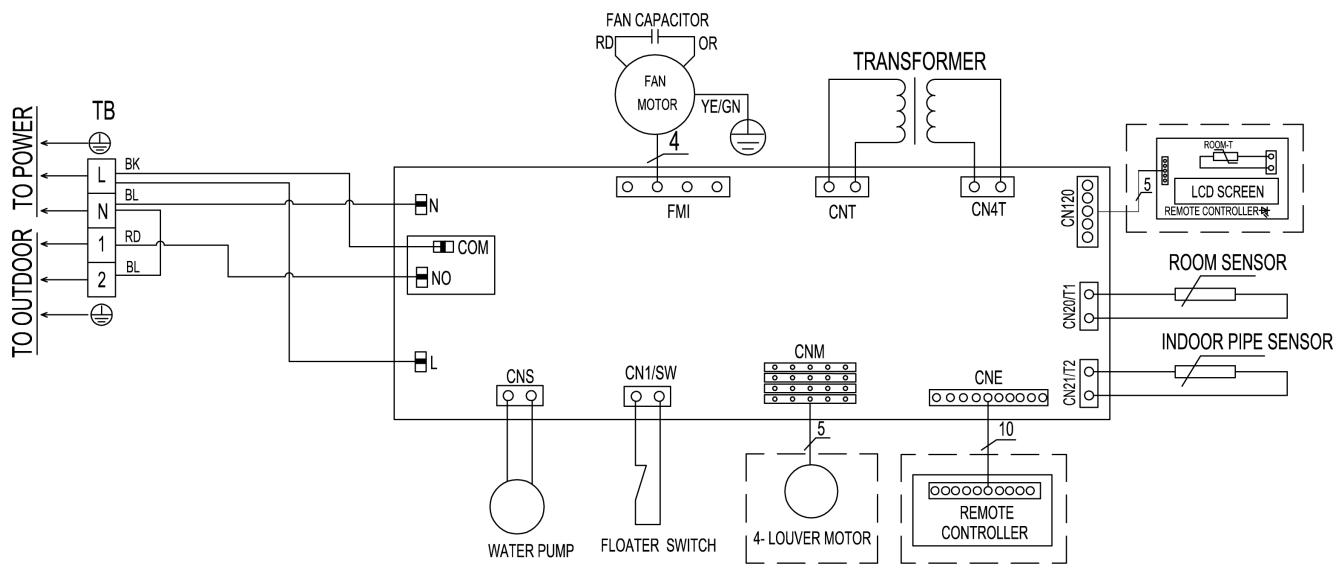 FAN CAPACITOR
RD
OR
FAN
MOTOR
YE/GN
4
TRANSFORMER
TB
TO POWER
TO OUTDOOR
L
N
1
2
BK
BL
RD
BL
N
COM
NO
L
FMI
CNT
CN4T
CN120
5
ROOM-T
LCD SCREEN
REMOTE CONTROLLER
ROOM SENSOR
CN20/T1
INDOOR PIPE SENSOR
CN21/T2
CNS
CN1/SW
CNM
CNE
5
10
WATER PUMP
FLOATER SWITCH
4- LOUVER MOTOR
REMOTE
CONTROLLER